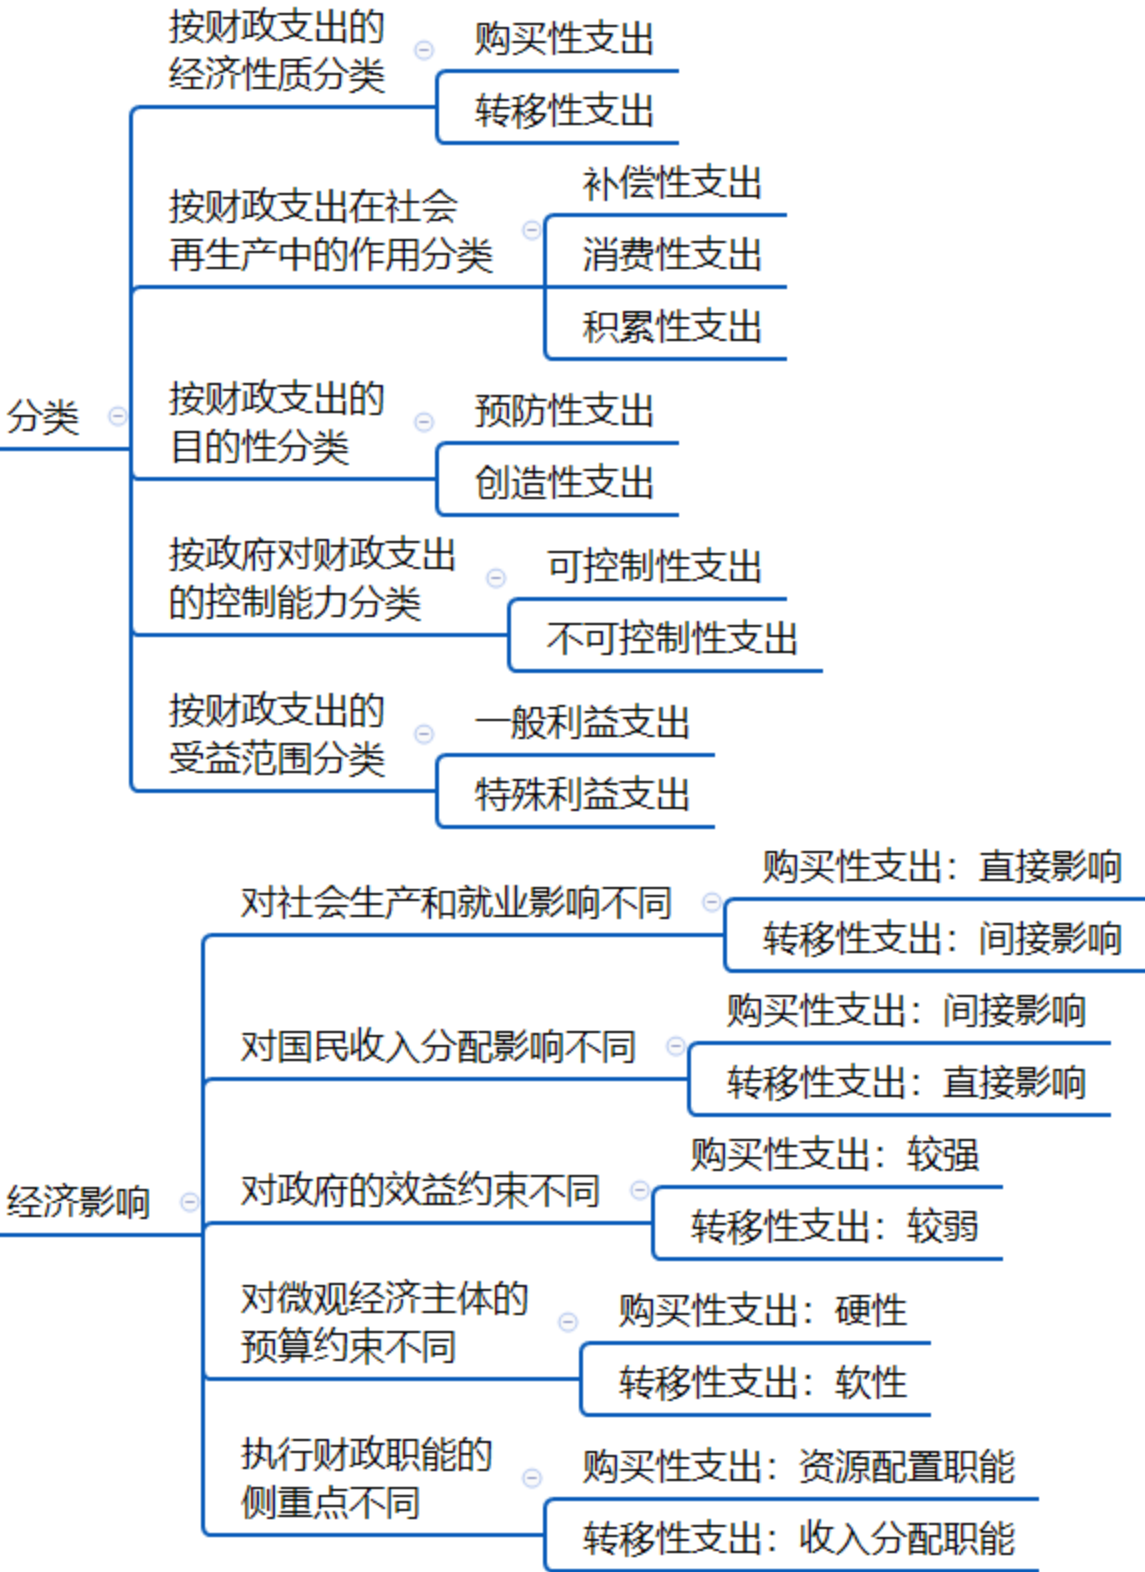 分类
按财政支出的
经济性质分类
购买性支出
转移性支出
按财政支出在社会
再生产中的作用分类
补偿性支出
消费性支出
积累性支出
按财政支出的
目的性分类
预防性支出
创造性支出
按政府对财政支出
的控制能力分类
可控制性支出
不可控制性支出
按财政支出的
受益范围分类
一般利益支出
特殊利益支出
经济影响
对社会生产和就业影响不同
购买性支出：直接影响
转移性支出：间接影响
对国民收入分配影响不同
购买性支出：间接影响
转移性支出：直接影响
对政府的效益约束不同
购买性支出：较强
转移性支出：较弱
对微观经济主体的
预算约束不同
购买性支出：硬性
转移性支出：软性
执行财政职能的
侧重点不同
购买性支出：资源配置职能
转移性支出：收入分配职能